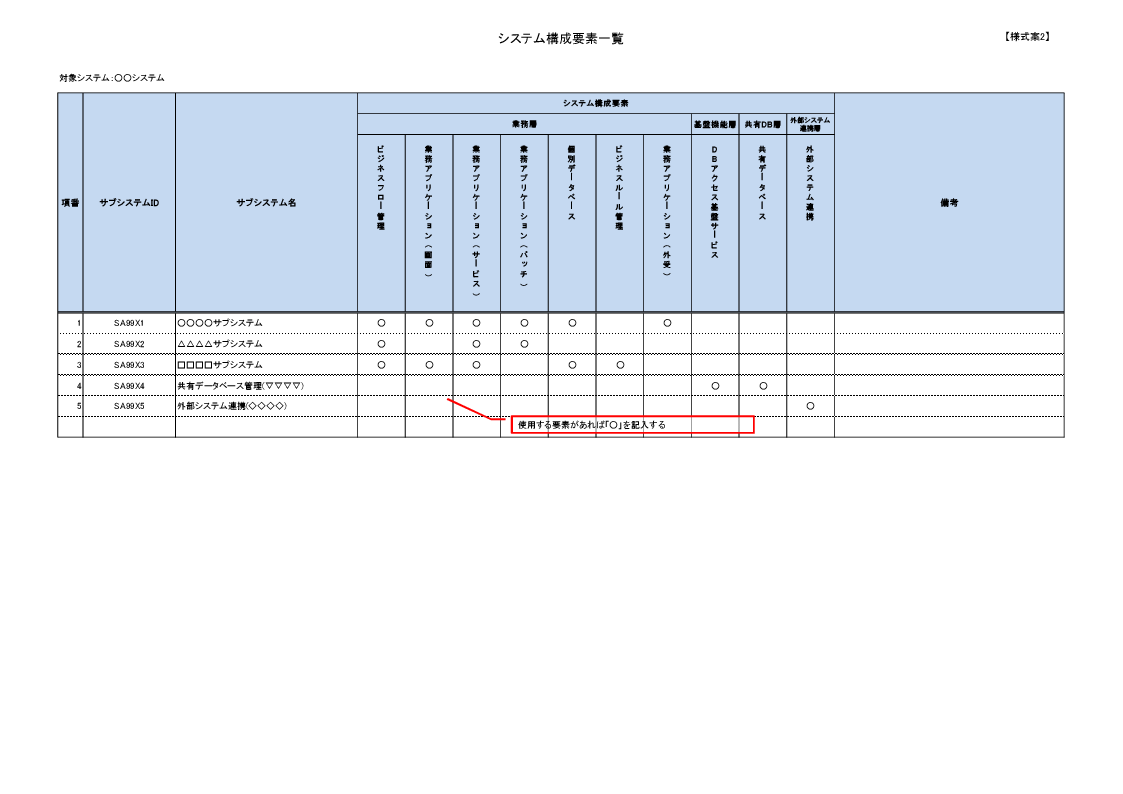 システム構成要素一覧
【様式案2】
対象システム：〇〇システム
項番
サブシステムID
サブシステム名
システム構成要素
備考
業務層
基盤機能層
共有DB層
外部システム
連携層
ビジネスフロー管理
業務アプリケーション（画面）
業務アプリケーション（サービス）
業務アプリケーション（バッチ）
個別データベース
ビジネスルール管理
業務アプリケーション（外受）
DBアクセス基盤サービス
共有データベース
外部システム連携
1 SA99X1 〇〇〇〇サブシステム 〇 〇 〇 〇 〇 〇
2 SA99X2 △△△△サブシステム 〇 〇 〇
3 SA99X3 □□□□サブシステム 〇 〇 〇 〇 〇
4 SA99X4 共有データベース管理(▽▽▽▽) 〇 〇
5 SA99X5 外部システム連携(◇◇◇◇) 〇
使用する要素があれば「〇」を記入する